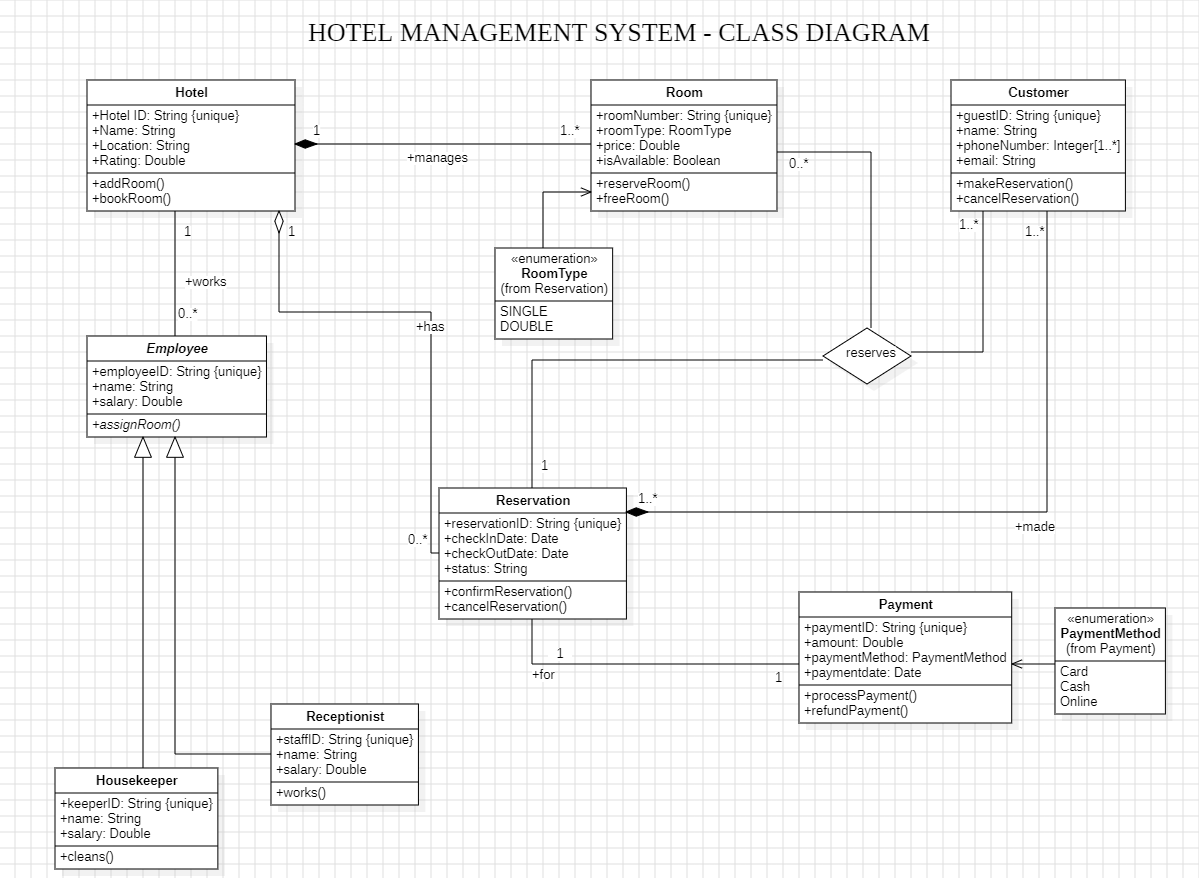 HOTEL MANAGEMENT SYSTEM - CLASS DIAGRAM
Hotel
+Hotel ID: String {unique}
+Name: String
+Location: String
+Rating: Double
+addRoom()
+bookRoom()
1
+manages
1..*
Room
+roomNumber: String {unique}
+roomType: RoomType
+price: Double
+isAvailable: Boolean
+reserveRoom()
+freeRoom()
0..*
Customer
+guestID: String {unique}
+name: String
+phoneNumber: Integer[1..*]
+email: String
+makeReservation()
+cancelReservation()
1..*
1..*
1
+works
0..*
1
+has
0..*
«enumeration»
RoomType
(from Reservation)
SINGLE
DOUBLE
reserves
Employee
+employeeID: String {unique}
+name: String
+salary: Double
+assignRoom()
1
Reservation
+reservationID: String {unique}
+checkInDate: Date
+checkOutDate: Date
+status: String
+confirmReservation()
+cancelReservation()
1..*
+made
1
+for
1
Payment
+paymentID: String {unique}
+amount: Double
+paymentMethod: PaymentMethod
+paymentdate: Date
+processPayment()
+refundPayment()
«enumeration»
PaymentMethod
(from Payment)
Card
Cash
Online
Receptionist
+staffID: String {unique}
+name: String
+salary: Double
+works()
Housekeeper
+keeperID: String {unique}
+name: String
+salary: Double
+cleans()